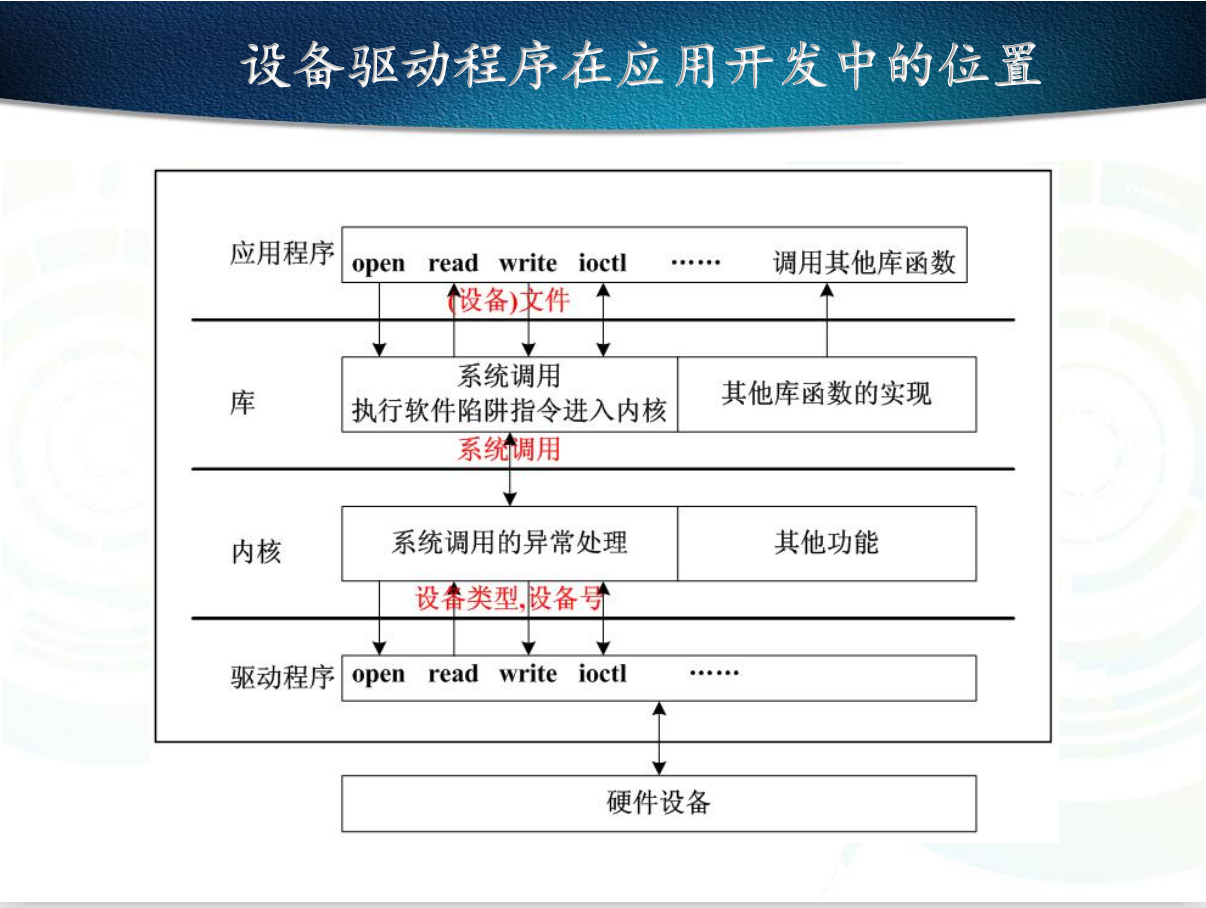 设备驱动程序在应用开发中的位置
应用程序
open read write ioctl …… 调用其他库函数
(设备)文件
系统调用
库
执行软件陷阱指令进入内核
其他库函数的实现
系统调用
内核
系统调用的异常处理
其他功能
设备类型,设备号
驱动程序
open read write ioctl ……
硬件设备